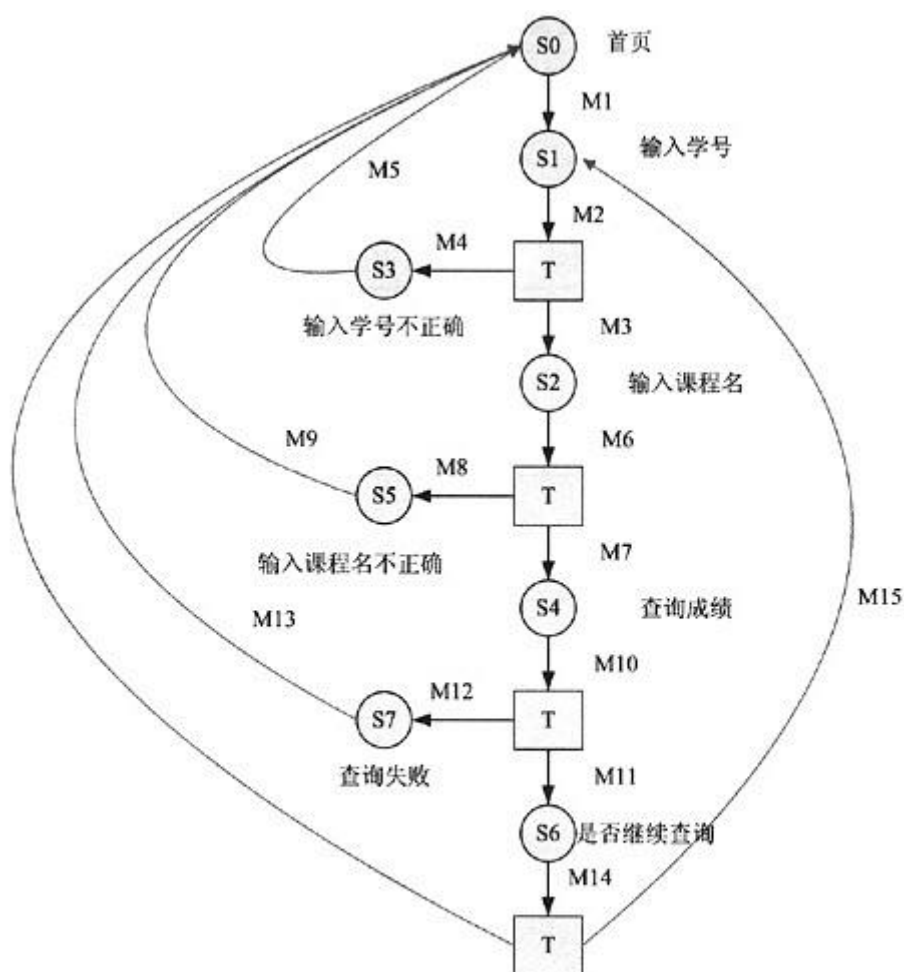 S0 首页
M1
S1 输入学号
M5
M2
S3 M4 T
输入学号不正确 M3
S2 输入课程名
M9 M6
S5 M8 T
输入课程名不正确 M7
S4 查询成绩 M15
M13 M10
S7 M12 T
查询失败 M11
S6 是否继续查询
M14
T